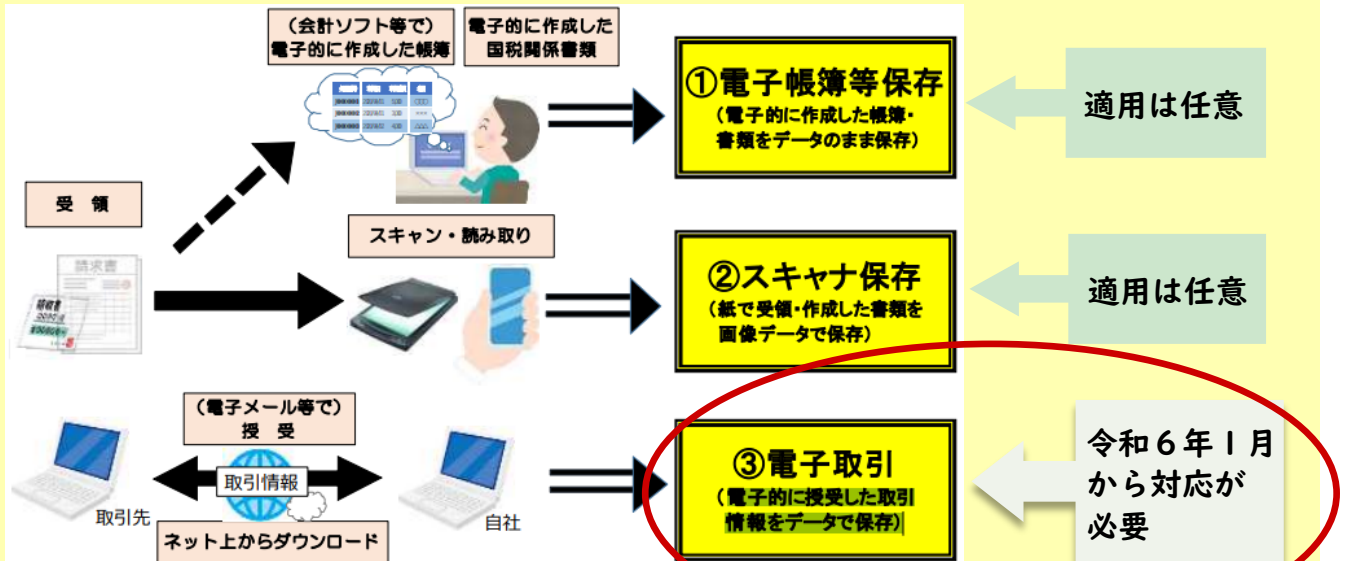 （会計ソフト等で）
電子的に作成した帳簿
電子的に作成した
国税関係書類
①電子帳簿等保存
（電子的に作成した帳簿・
書類をデータのまま保存）
適用は任意
受 領
請求書
領収書
スキャン・読み取り
②スキャナ保存
（紙で受領・作成した書類を
画像データで保存）
適用は任意
（電子メール等で）
授 受
取引情報
取引先
自社
ネット上からダウンロード
③電子取引
（電子的に授受した取引
情報をデータで保存）
令和６年１月
から対応が
必要